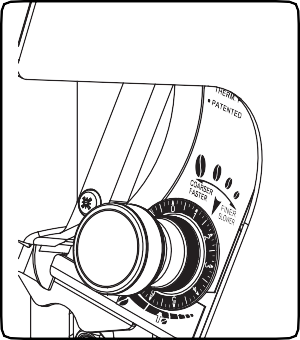 THERM.
• PATENTED
COARSER
FASTER
FINER
SLOWER